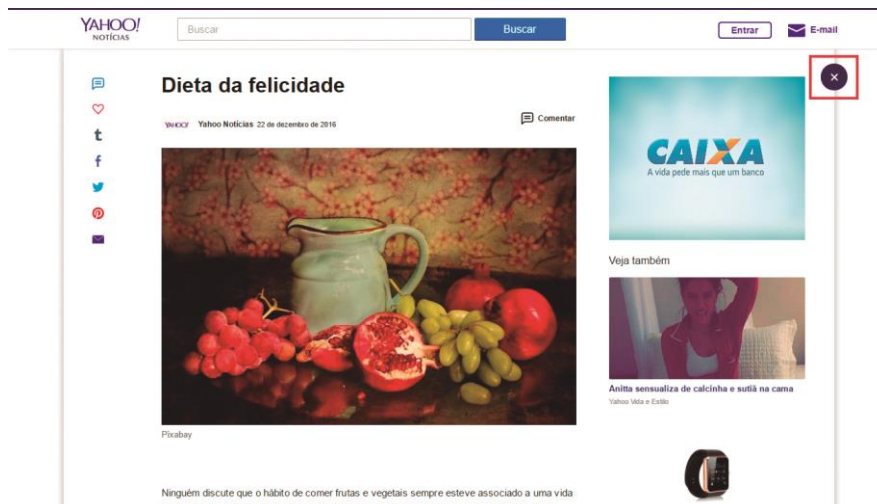 YAHOO!
NOTÍCIAS
Buscar
Buscar
Entrar
E-mail
Dieta da felicidade
YAHOO! Yahoo Notícias 22 de dezembro de 2016
Comentar
Pixabay
Ninguém discute que o hábito de comer frutas e vegetais sempre esteve associado a uma vida
CAIXA
A vida pede mais que um banco
Veja também
Anitta sensualiza de calcinha e sutiã na cama
Yahoo Vida e Estilo